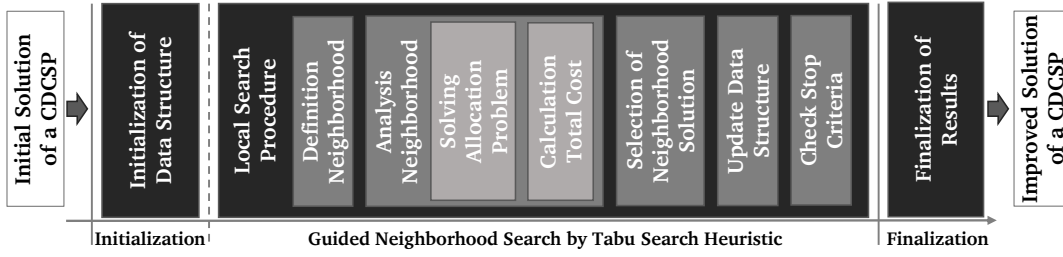 Initial Solution
of a CDCSP
Initialization of
Data Structure
Local Search
Procedure
Definition
Neighborhood
Analysis
Neighborhood
Solving
Allocation
Problem
Calculation
Total Cost
Selection of
Neighborhood
Solution
Update Data
Structure
Check Stop
Criteria
Finalization of
Results
Improved Solution
of a CDCSP
Initialization
Guided Neighborhood Search by Tabu Search Heuristic
Finalization